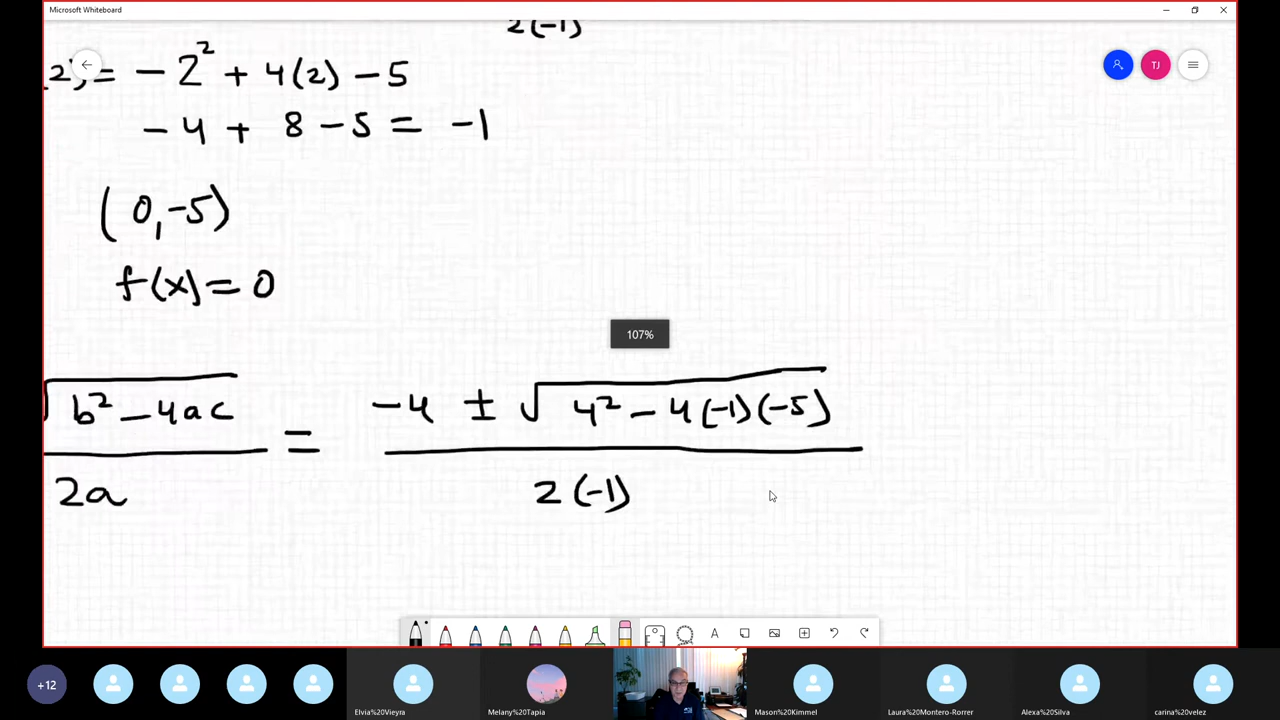 Microsoft Whiteboard
2(-1)
2) = -2² + 4(2) - 5
-4 + 8 - 5 = -1
(0, -5)
f(x) = 0
107%
√b² - 4ac / 2a = -4 ± √4² - 4(-1)(-5) / 2(-1)
TJ
A
+12
Elvia%20Vieyra
Melany%20Tapia
Mason%20Kimmel
Laura%20Montero-Rorrer
Alexa%20Silva
carina%20velez